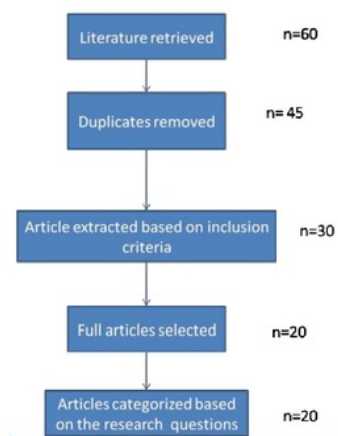 Literature retrieved
n=60
Duplicates removed
n= 45
Article extracted based on inclusion
criteria
n=30
Full articles selected
n=20
Articles categorized based
on the research questions
n=20